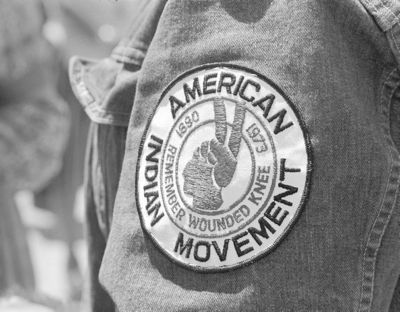 AMERICAN
INDIAN
MOVEMENT
1890 1973
REMEMBER WOUNDED KNEE